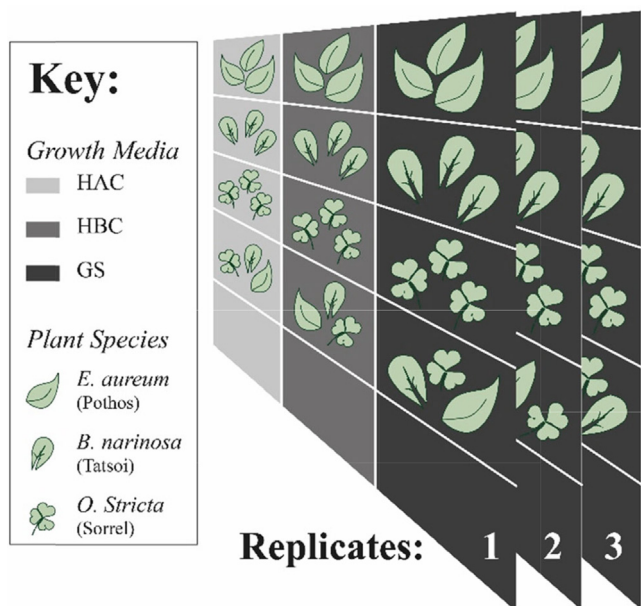 Key:
Growth Media
HAC
HBC
GS
Plant Species
E. aureum
(Pothos)
B. narinosa
(Tatsoi)
O. Stricta
(Sorrel)
Replicates: 1 2 3